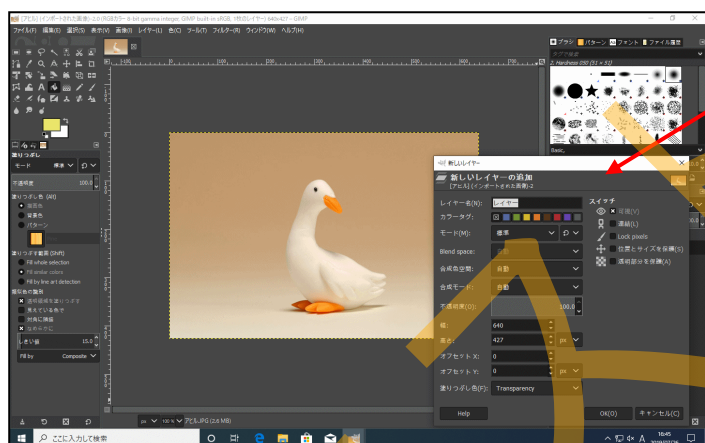 [アヒル] (インポートされた画像)-2.0 (RGBカラー 8-bit gamma integer, GIMP built-in sRGB, 1枚のレイヤー) 640x427 – GIMP
ファイル(F) 編集(E) 選択(S) 表示(V) 画像(I) レイヤー(L) 色(C) ツール(T) フィルター(R) ウィンドウ(W) ヘルプ(H)
ブラシ パターン フォント ファイル履歴
2. Hardness 050 (51 × 51)
Basic,
塗りつぶし
モード 標準
不透明度 100.0
塗りつぶし色 (Alt)
描画色
背景色
パターン
塗りつぶす範囲 (Shift)
Fill whole selection
Fill similar colors
Fill by line art detection
類似色の識別
透明領域も塗りつぶす
見えている色で
対角に隣接
なめらかに
しきい値 15.0
Fill by Composite
新しいレイヤー
新しいレイヤーの追加
[アヒル] (インポートされた画像)-2
レイヤー名(N): レイヤー
カラータグ:
モード(M): 標準
Blend space: 自動
合成色空間: 自動
合成モード: 自動
不透明度(O): 100.0
幅: 640
高さ: 427 px
オフセット X: 0
オフセット Y: 0 px
塗りつぶし色(F): Transparency
スイッチ
可視(V)
連結(L)
Lock pixels
位置とサイズを保護(S)
透明部分を保護(A)
Help OK(O) キャンセル(C)
px 100 % アヒル.JPG (2.6 MB)
ここに入力して検索
A 16:45
2019/07/26